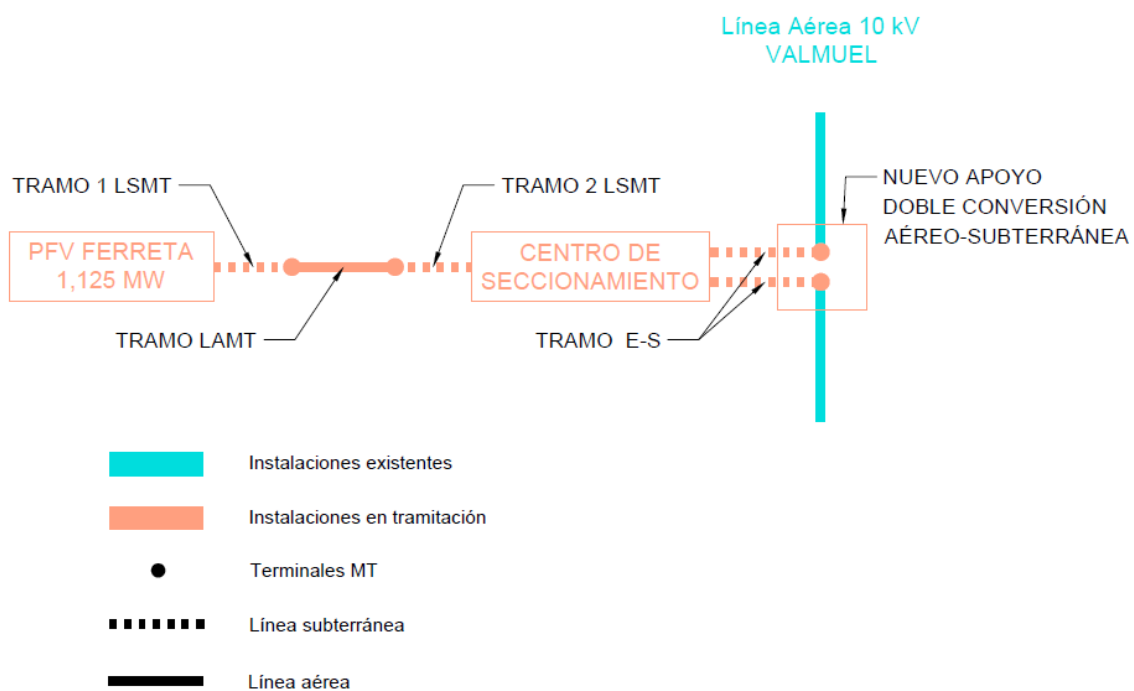 Línea Aérea 10 kV
VALMUEL
TRAMO 1 LSMT
TRAMO 2 LSMT
NUEVO APOYO
DOBLE CONVERSIÓN
AÉREO-SUBTERRÁNEA
PFV FERRETA
1,125 MW
CENTRO DE
SECCIONAMIENTO
TRAMO LAMT
TRAMO E-S
Instalaciones existentes
Instalaciones en tramitación
Terminales MT
Línea subterránea
Línea aérea